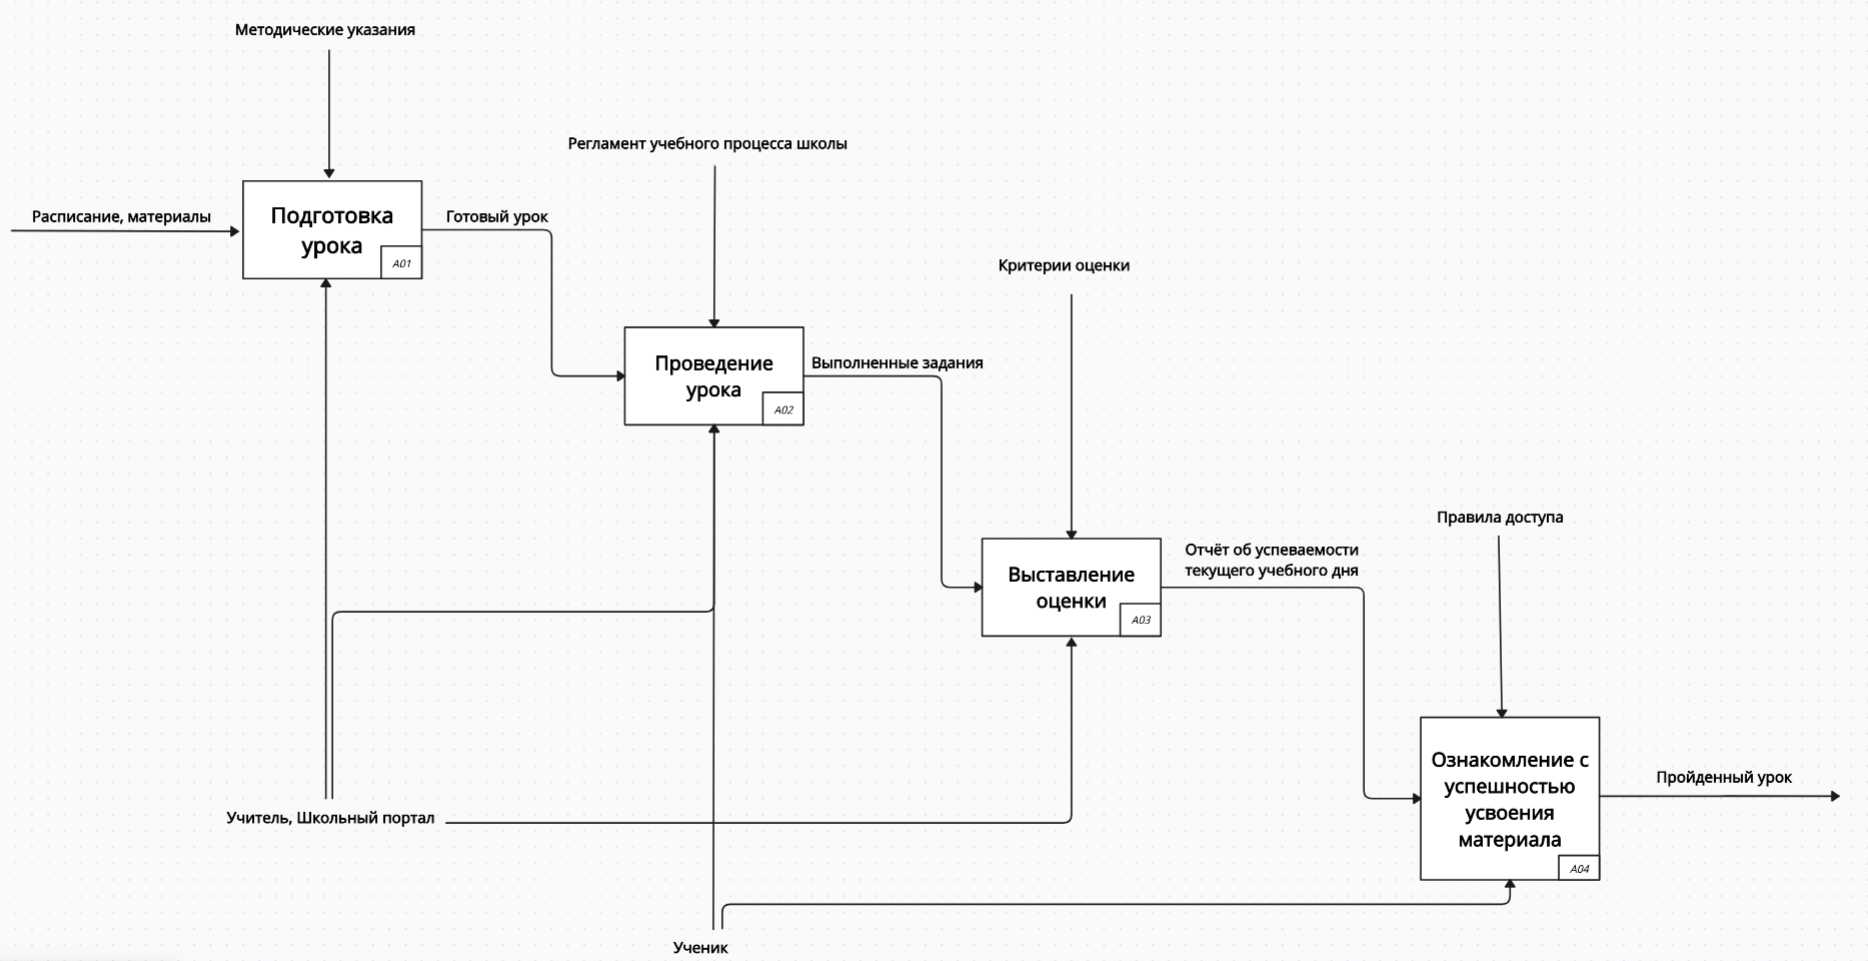 Методические указания
Регламент учебного процесса школы
Расписание, материалы
Подготовка
урока
A01
Готовый урок
Критерии оценки
Проведение
урока
A02
Выполненные задания
Правила доступа
Выставление
оценки
A03
Отчёт об успеваемости
текущего учебного дня
Ознакомление с
успешностью
усвоения
материала
A04
Пройденный урок
Учитель, Школьный портал
Ученик